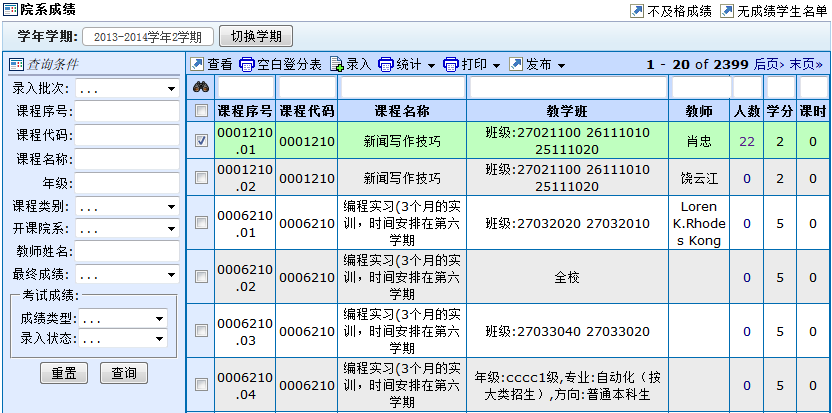 院系成绩
不及格成绩 无成绩学生名单
学年学期: 2013-2014学年2学期 切换学期
查询条件
录入批次: ...
课程序号:
课程代码:
课程名称:
年级:
课程类别: ...
开课院系: ...
教师姓名:
最终成绩: ...
考试成绩:
成绩类型: ...
录入状态: ...
重置 查询
查看 空白登分表 录入 统计 打印 发布 1 - 20 of 2399 后页› 末页»
课程序号 课程代码 课程名称 教学班 教师 人数 学分 课时
0001210.01 0001210 新闻写作技巧 班级:27021100 26111010 25111020 肖忠 22 2 0
0001210.02 0001210 新闻写作技巧 班级:27021100 26111010 25111020 饶云江 0 2 0
0006210.01 0006210 编程实习(3个月的实训，时间安排在第六学期 班级:27032020 27032010 Loren K.Rhodes Kong 0 5 0
0006210.02 0006210 编程实习(3个月的实训，时间安排在第六学期 全校 0 5 0
0006210.03 0006210 编程实习(3个月的实训，时间安排在第六学期 班级:27033040 27033020 0 5 0
0006210.04 0006210 编程实习(3个月的实训，时间安排在第六学期 年级:cccc1级,专业:自动化（按大类招生）,方向:普通本科生 0 5 0